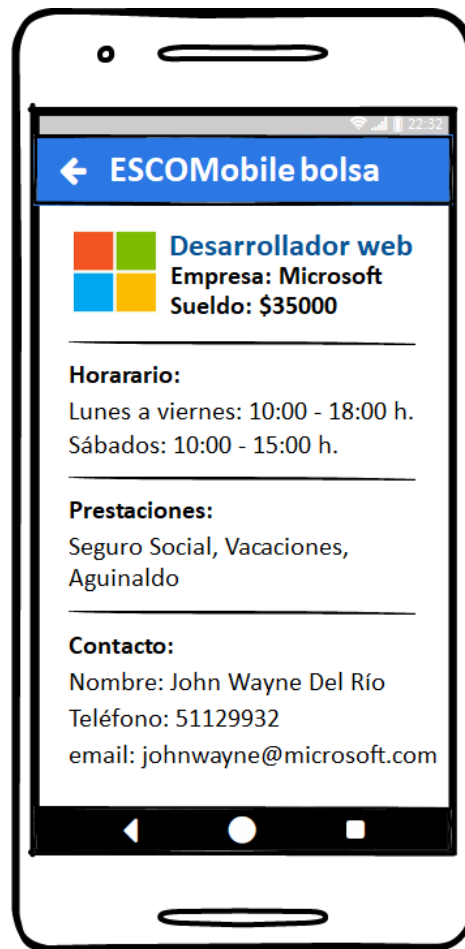 22:32
ESCOMobile bolsa
Desarrollador web
Empresa: Microsoft
Sueldo: $35000
Horarario:
Lunes a viernes: 10:00 - 18:00 h.
Sábados: 10:00 - 15:00 h.
Prestaciones:
Seguro Social, Vacaciones,
Aguinaldo
Contacto:
Nombre: John Wayne Del Río
Teléfono: 51129932
email: johnwayne@microsoft.com